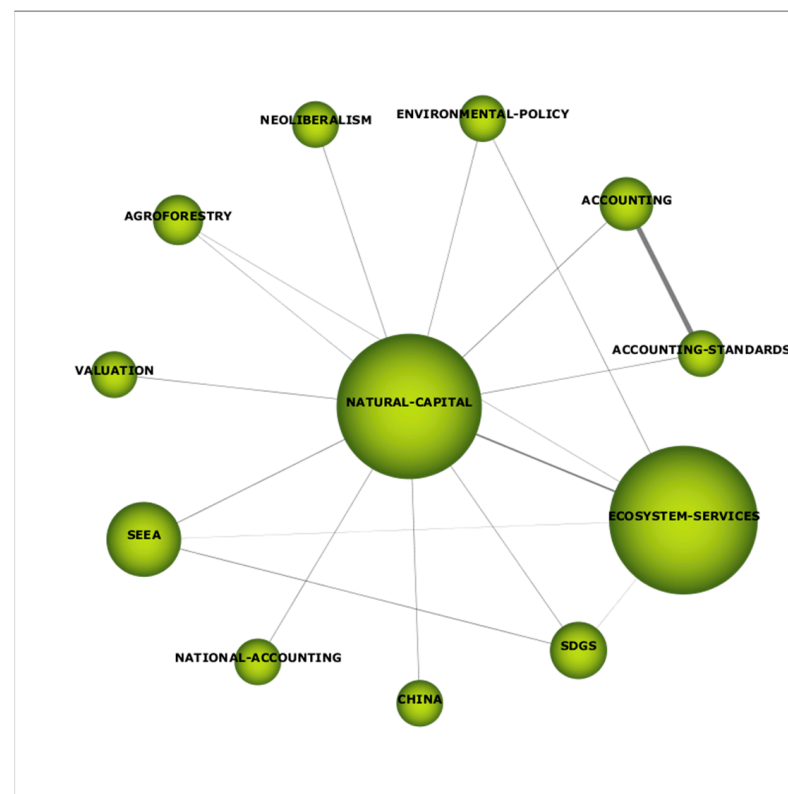 ENVIRONMENTAL-POLICY
NEOLIBERALISM
ACCOUNTING
AGROFORESTRY
ACCOUNTING-STANDARDS
VALUATION
NATURAL-CAPITAL
ECOSYSTEM-SERVICES
SEEA
SDGS
NATIONAL-ACCOUNTING
CHINA